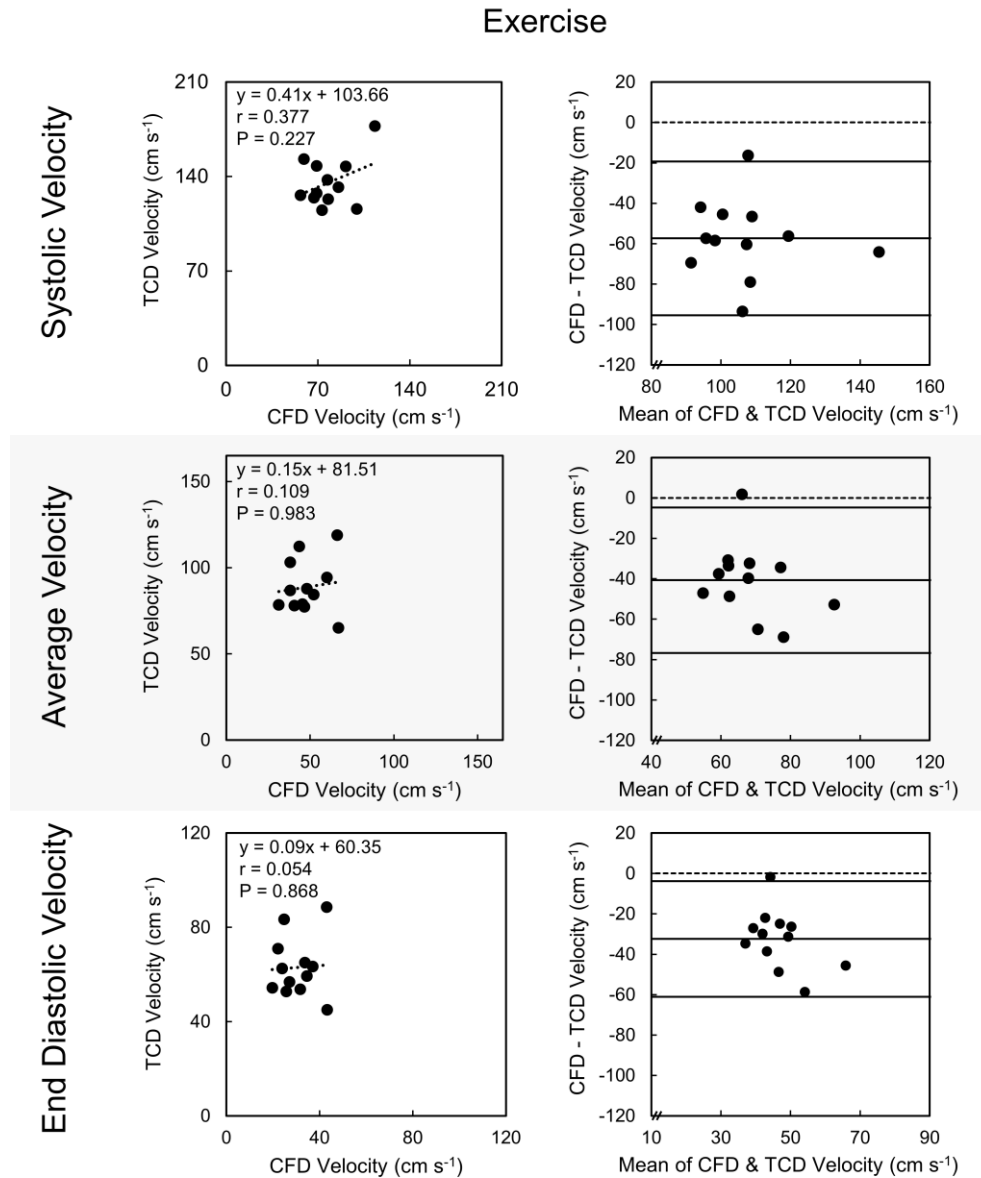 Exercise
Systolic Velocity
TCD Velocity (cm s⁻¹)
210
140
70
0
y = 0.41x + 103.66
r = 0.377
P = 0.227
0 70 140 210
CFD Velocity (cm s⁻¹)
CFD - TCD Velocity (cm s⁻¹)
20
0
-20
-40
-60
-80
-100
-120
80 100 120 140 160
Mean of CFD & TCD Velocity (cm s⁻¹)
Average Velocity
TCD Velocity (cm s⁻¹)
150
100
50
0
y = 0.15x + 81.51
r = 0.109
P = 0.983
0 50 100 150
CFD Velocity (cm s⁻¹)
CFD - TCD Velocity (cm s⁻¹)
20
0
-20
-40
-60
-80
-100
-120
40 60 80 100 120
Mean of CFD & TCD Velocity (cm s⁻¹)
End Diastolic Velocity
TCD Velocity (cm s⁻¹)
120
80
40
0
y = 0.09x + 60.35
r = 0.054
P = 0.868
0 40 80 120
CFD Velocity (cm s⁻¹)
CFD - TCD Velocity (cm s⁻¹)
20
0
-20
-40
-60
-80
-100
-120
10 30 50 70 90
Mean of CFD & TCD Velocity (cm s⁻¹)